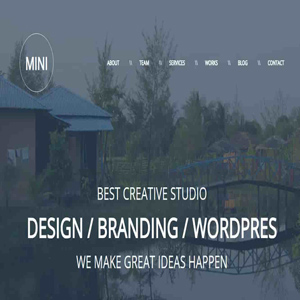 MINI
ABOUT \\ TEAM \\ SERVICES \\ WORKS \\ BLOG \\ CONTACT
BEST CREATIVE STUDIO
DESIGN / BRANDING / WORDPRES
WE MAKE GREAT IDEAS HAPPEN